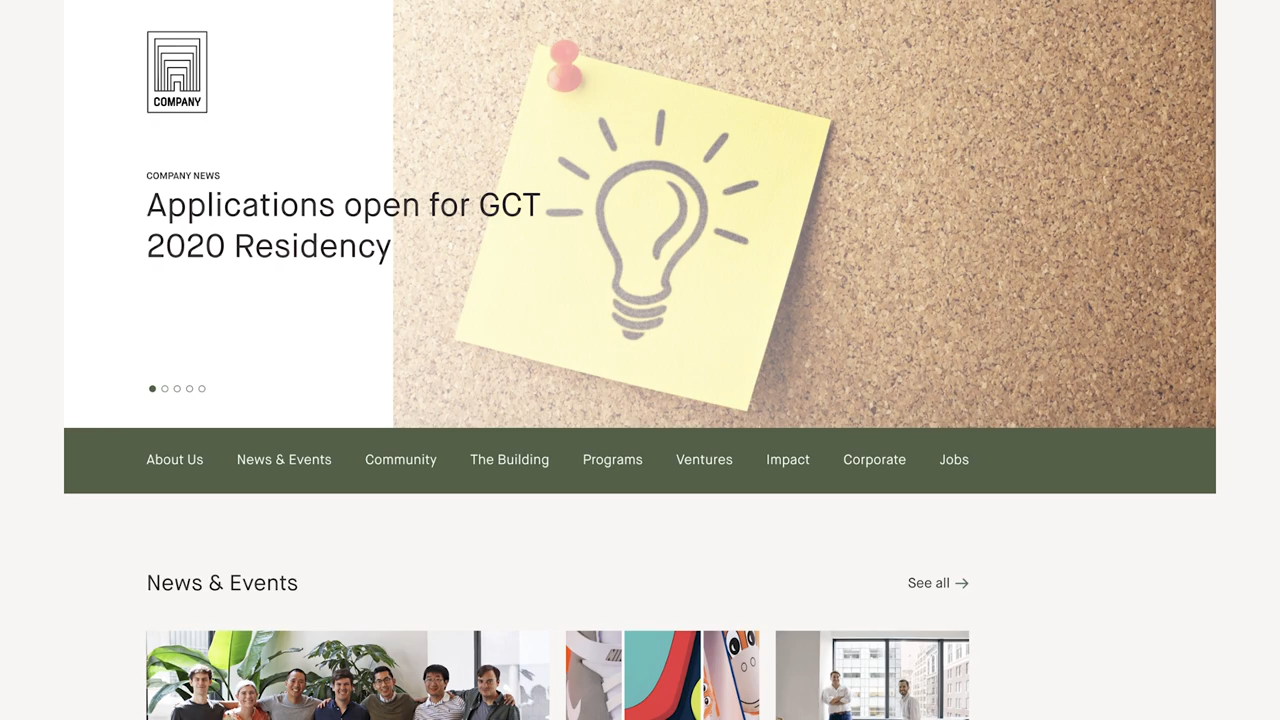 COMPANY
COMPANY NEWS
Applications open for GCT
2020 Residency
About Us News & Events Community The Building Programs Ventures Impact Corporate Jobs
News & Events
See all →